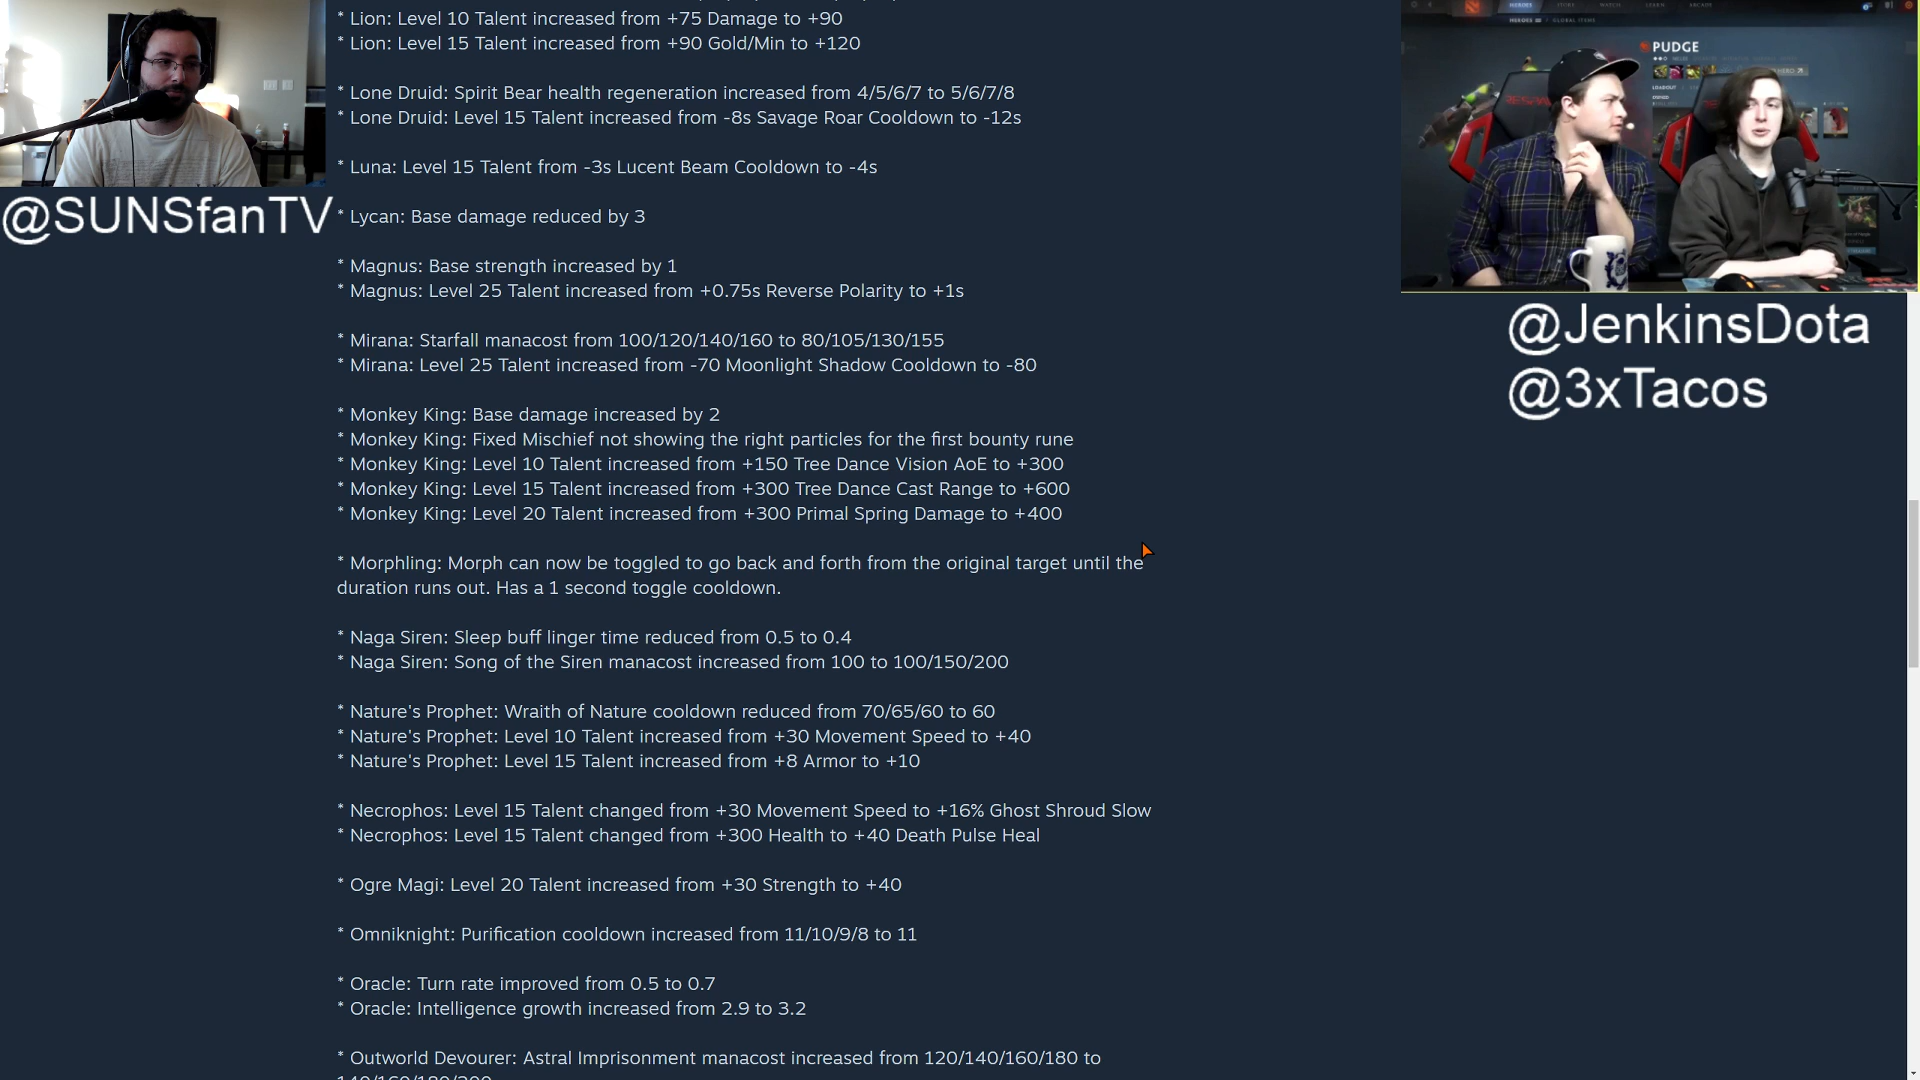 * Lion: Level 10 Talent increased from +75 Damage to +90
* Lion: Level 15 Talent increased from +90 Gold/Min to +120
* Lone Druid: Spirit Bear health regeneration increased from 4/5/6/7 to 5/6/7/8
* Lone Druid: Level 15 Talent increased from -8s Savage Roar Cooldown to -12s
* Luna: Level 15 Talent from -3s Lucent Beam Cooldown to -4s
* Lycan: Base damage reduced by 3
* Magnus: Base strength increased by 1
* Magnus: Level 25 Talent increased from +0.75s Reverse Polarity to +1s
* Mirana: Starfall manacost from 100/120/140/160 to 80/105/130/155
* Mirana: Level 25 Talent increased from -70 Moonlight Shadow Cooldown to -80
* Monkey King: Base damage increased by 2
* Monkey King: Fixed Mischief not showing the right particles for the first bounty rune
* Monkey King: Level 10 Talent increased from +150 Tree Dance Vision AoE to +300
* Monkey King: Level 15 Talent increased from +300 Tree Dance Cast Range to +600
* Monkey King: Level 20 Talent increased from +300 Primal Spring Damage to +400
* Morphling: Morph can now be toggled to go back and forth from the original target until the
duration runs out. Has a 1 second toggle cooldown.
* Naga Siren: Sleep buff linger time reduced from 0.5 to 0.4
* Naga Siren: Song of the Siren manacost increased from 100 to 100/150/200
* Nature's Prophet: Wraith of Nature cooldown reduced from 70/65/60 to 60
* Nature's Prophet: Level 10 Talent increased from +30 Movement Speed to +40
* Nature's Prophet: Level 15 Talent increased from +8 Armor to +10
* Necrophos: Level 15 Talent changed from +30 Movement Speed to +16% Ghost Shroud Slow
* Necrophos: Level 15 Talent changed from +300 Health to +40 Death Pulse Heal
* Ogre Magi: Level 20 Talent increased from +30 Strength to +40
* Omniknight: Purification cooldown increased from 11/10/9/8 to 11
* Oracle: Turn rate improved from 0.5 to 0.7
* Oracle: Intelligence growth increased from 2.9 to 3.2
* Outworld Devourer: Astral Imprisonment manacost increased from 120/140/160/180 to
140/160/180/200
@SUNSfanTV
HEROES
PUDGE
LOADOUT
@JenkinsDota
@3xTacos